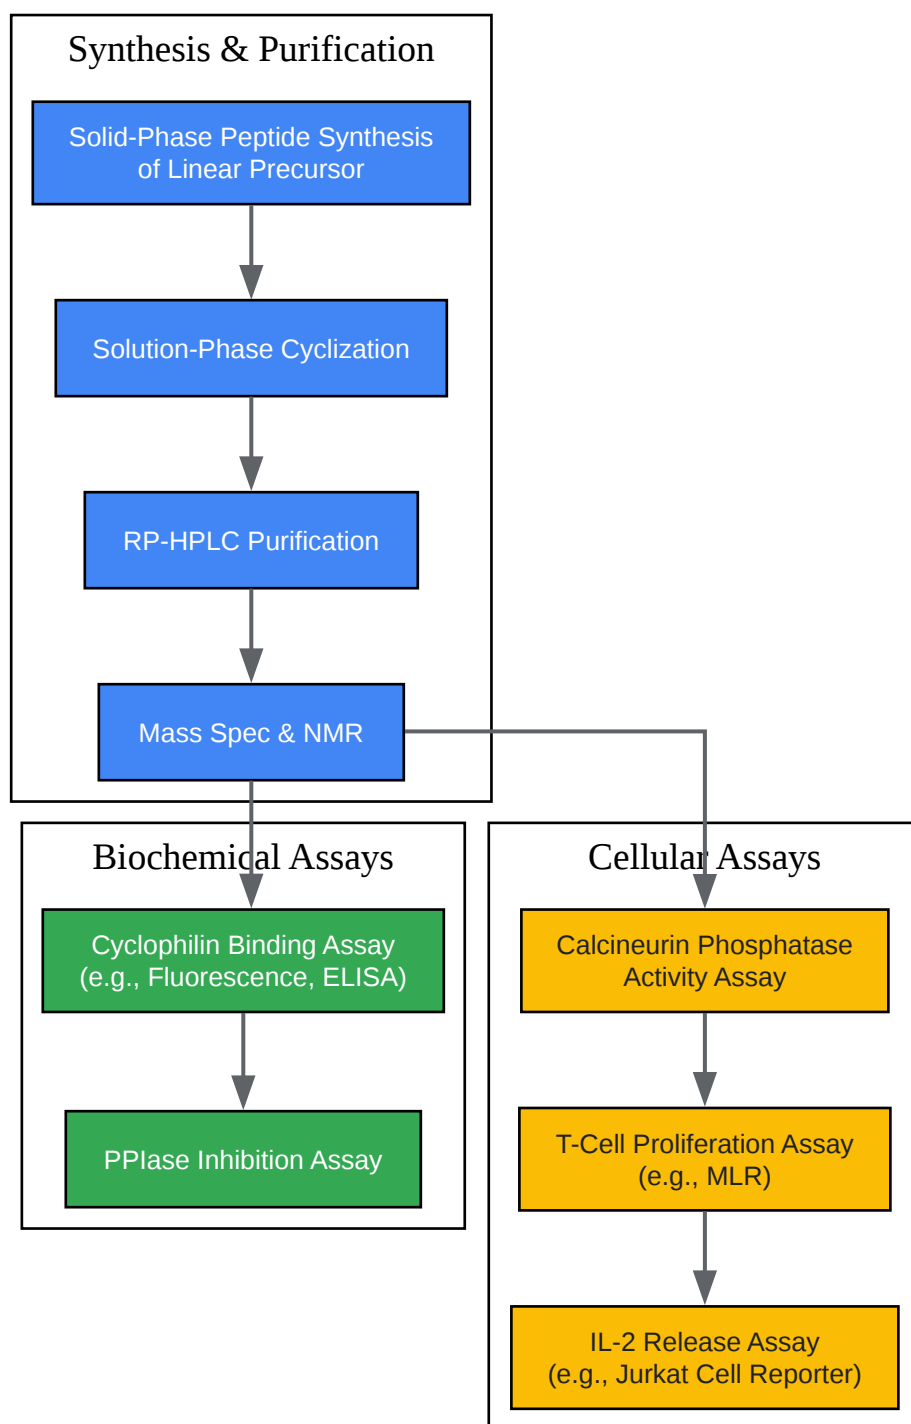 Synthesis & Purification
Solid-Phase Peptide Synthesis
of Linear Precursor
Solution-Phase Cyclization
RP-HPLC Purification
Mass Spec & NMR
Biochemical Assays
Cyclophilin Binding Assay
(e.g., Fluorescence, ELISA)
PPIase Inhibition Assay
Cellular Assays
Calcineurin Phosphatase
Activity Assay
T-Cell Proliferation Assay
(e.g., MLR)
IL-2 Release Assay
(e.g., Jurkat Cell Reporter)